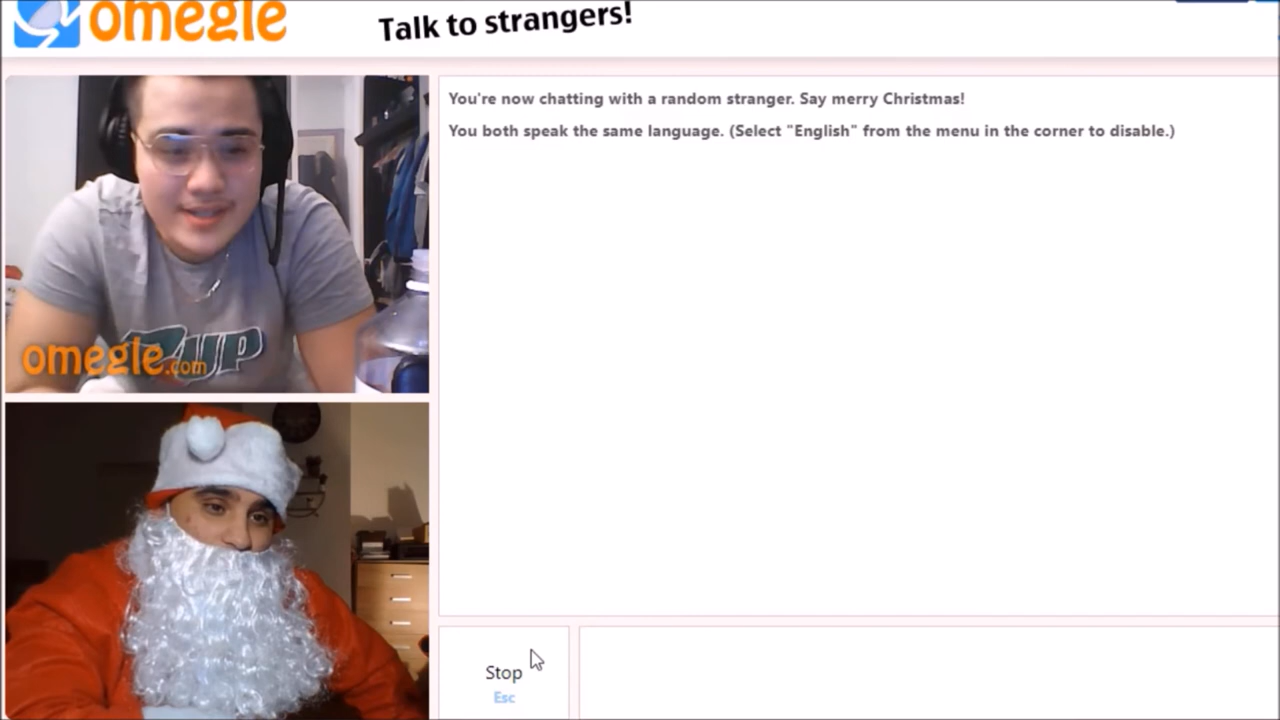 omegle
Talk to strangers!
You're now chatting with a random stranger. Say merry Christmas!
You both speak the same language. (Select "English" from the menu in the corner to disable.)
7UP
omegle.com
Stop
Esc